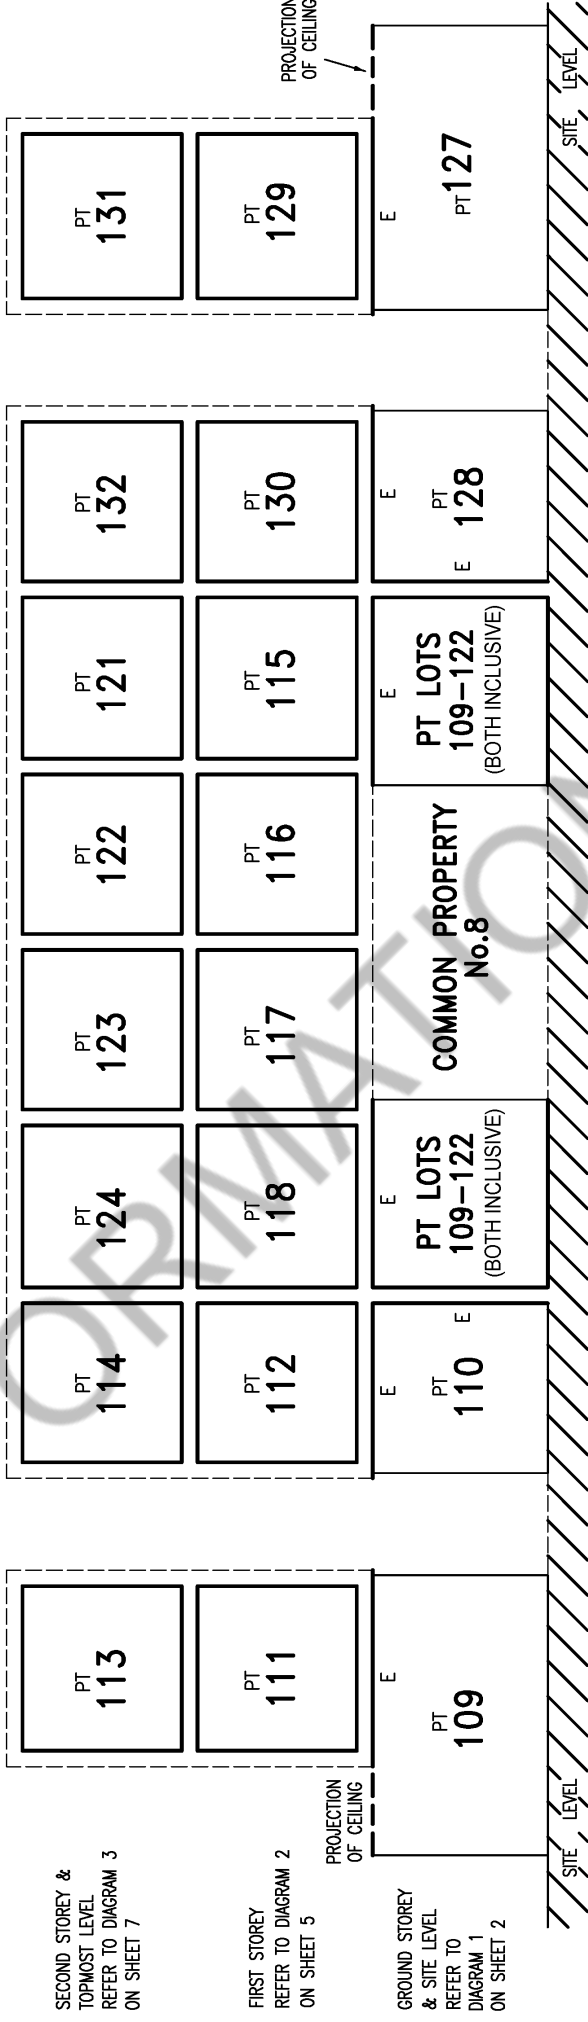 SECOND STOREY &
TOPMOST LEVEL
REFER TO DIAGRAM 3
ON SHEET 7
PT
113
PT
114
PT
124
PT
123
PT
122
PT
121
PT
132
PT
131
FIRST STOREY
REFER TO DIAGRAM 2
ON SHEET 5
PT
111
PT
112
PT
118
PT
117
PT
116
PT
115
PT
130
PT
129
PROJECTION
OF CEILING
PROJECTION
OF CEILING
GROUND STOREY
& SITE LEVEL
REFER TO
DIAGRAM 1
ON SHEET 2
E
PT
109
E
PT
110
E
E
PT LOTS
109-122
(BOTH INCLUSIVE)
COMMON PROPERTY
No.8
E
PT LOTS
109-122
(BOTH INCLUSIVE)
E
E
PT
128
E
PT127
SITE LEVEL
SITE LEVEL
ORMATION